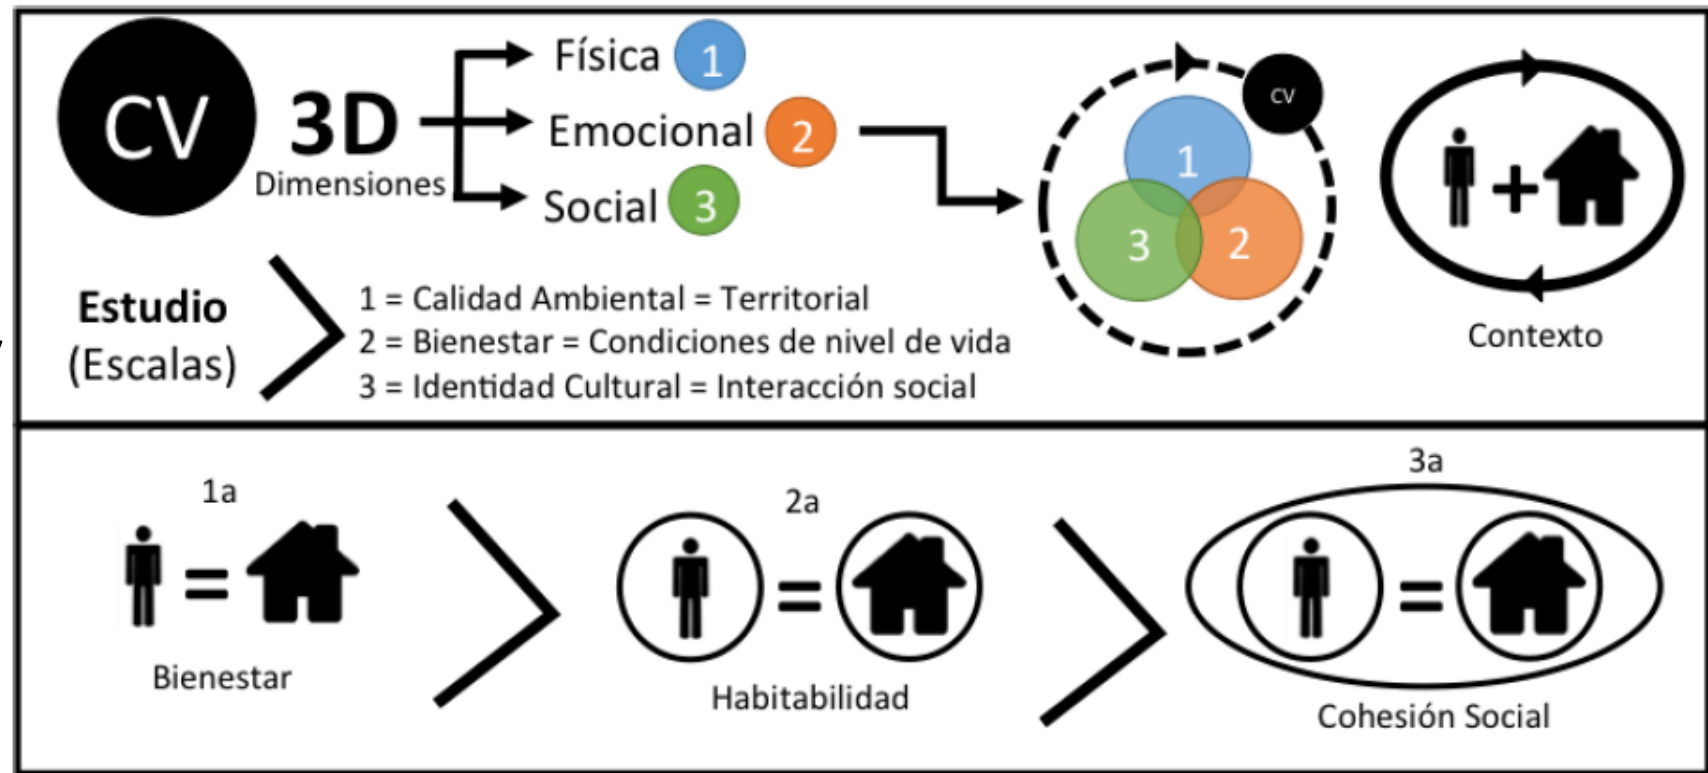 CV
3D
Dimensiones
Física 1
Emocional 2
Social 3
CV
1
3 2
Contexto
Estudio
(Escalas)
1 = Calidad Ambiental = Territorial
2 = Bienestar = Condiciones de nivel de vida
3 = Identidad Cultural = Interacción social
1a
=
Bienestar
2a
=
Habitabilidad
3a
=
Cohesión Social